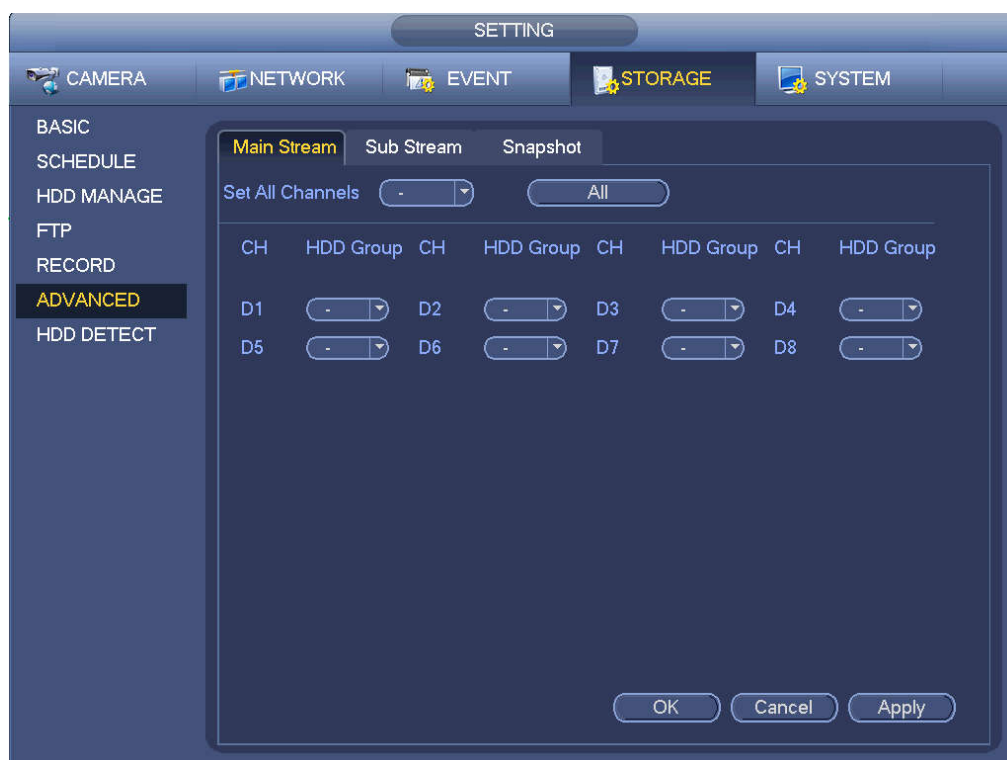 SETTING
CAMERA NETWORK EVENT STORAGE SYSTEM
BASIC
SCHEDULE
HDD MANAGE
FTP
RECORD
ADVANCED
HDD DETECT
Main Stream Sub Stream Snapshot
Set All Channels - All
CH HDD Group CH HDD Group CH HDD Group CH HDD Group
D1 - D2 - D3 - D4 -
D5 - D6 - D7 - D8 -
OK Cancel Apply